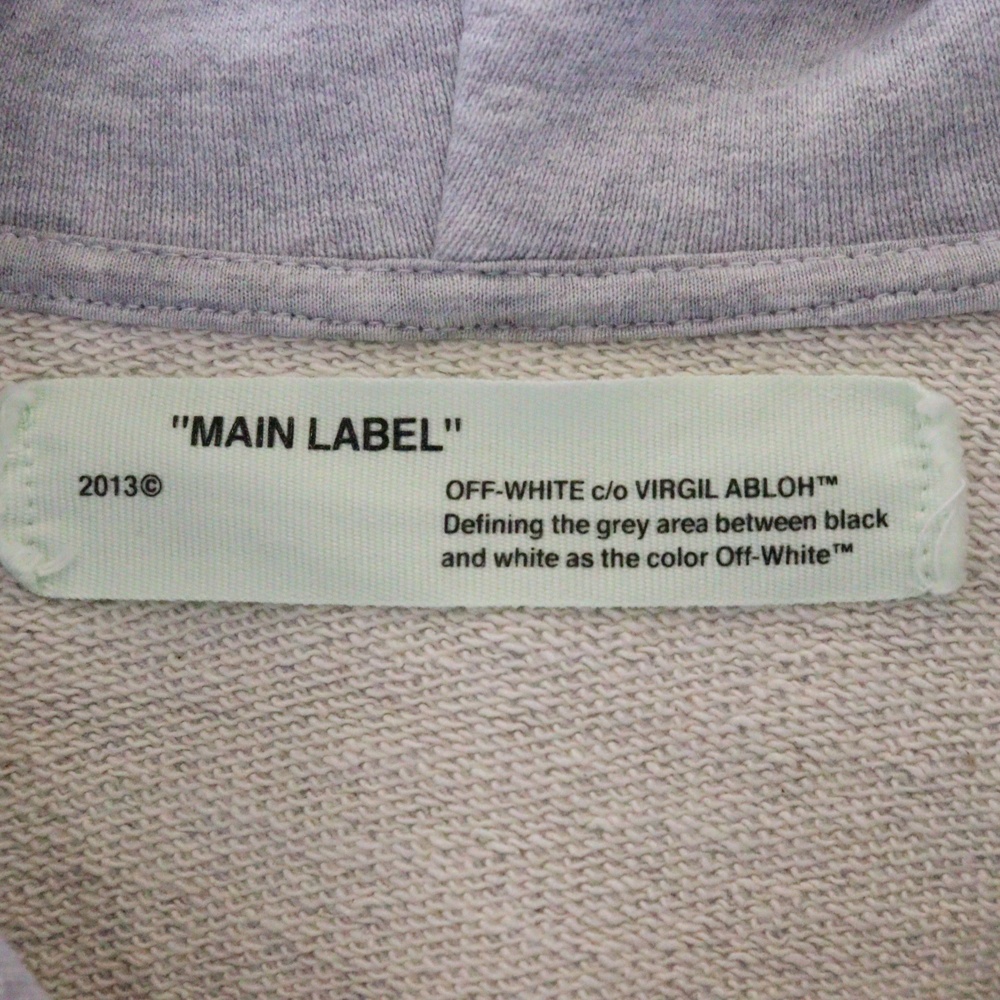 "MAIN LABEL"
2013©
OFF-WHITE c/o VIRGIL ABLOH™
Defining the grey area between black
and white as the color Off-White™